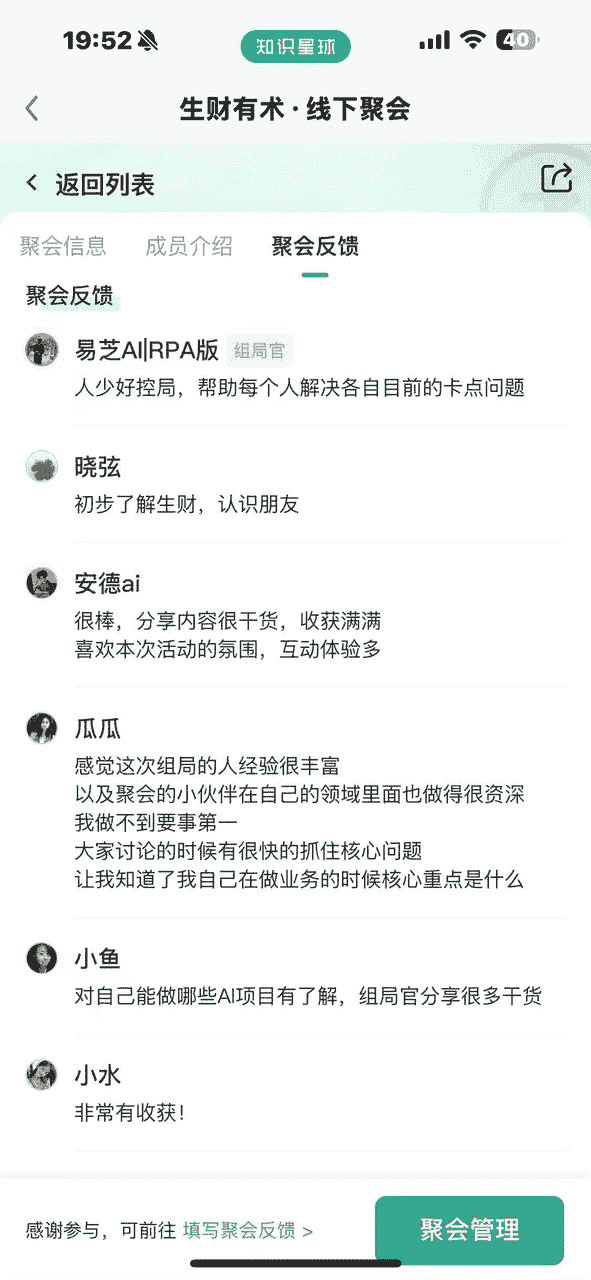 19:52
知识星球
40
生财有术·线下聚会
返回列表
聚会信息 成员介绍 聚会反馈
聚会反馈
易芝AI|RPA版 组局官
人少好控局，帮助每个人解决各自目前的卡点问题
晓弦
初步了解生财，认识朋友
安德ai
很棒，分享内容很干货，收获满满
喜欢本次活动的氛围，互动体验多
瓜瓜
感觉这次组局的人经验很丰富
以及聚会的小伙伴在自己的领域里面也做得很资深
我做不到要事第一
大家讨论的时候有很快的抓住核心问题
让我知道了我自己在做业务的时候核心重点是什么
小鱼
对自己能做哪些AI项目有了解，组局官分享很多干货
小水
非常有收获！
感谢参与，可前往 填写聚会反馈 >
聚会管理